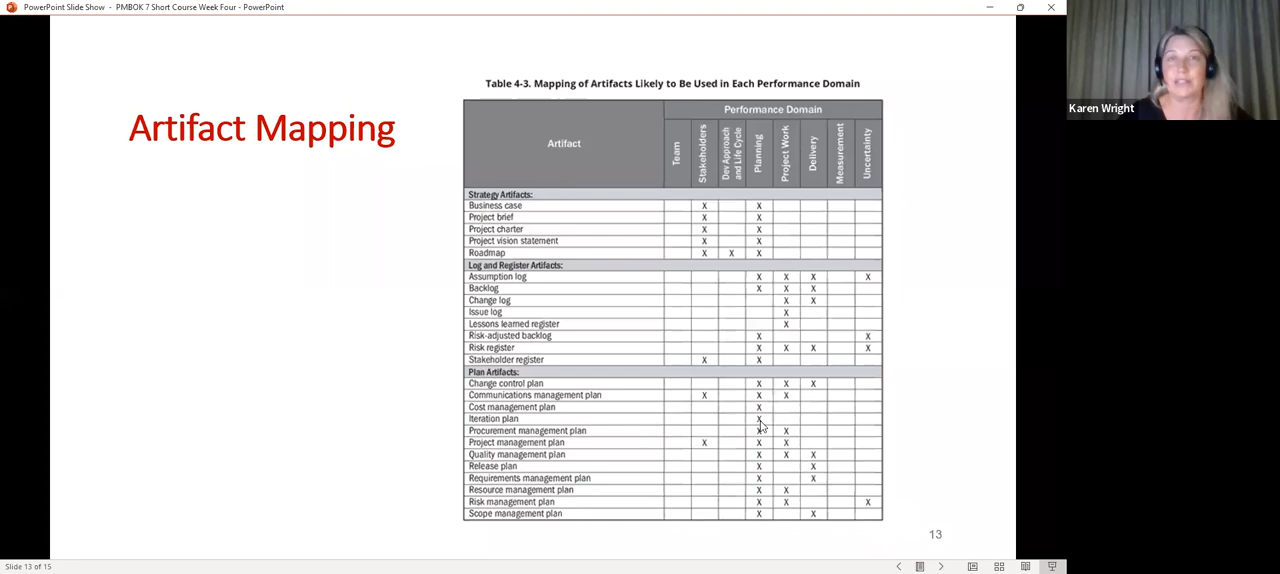 PowerPoint Slide Show - PMBOK 7 Short Course Week Four - PowerPoint
Karen Wright
Artifact Mapping
Table 4-3. Mapping of Artifacts Likely to Be Used in Each Performance Domain
Artifact
Performance Domain
Team
Stakeholders
Dev Approach
and Life Cycle
Planning
Project Work
Delivery
Measurement
Uncertainty
Strategy Artifacts:
Business case X X
Project brief X X
Project charter X X
Project vision statement X X
Roadmap X X X
Log and Register Artifacts:
Assumption log X X X X
Backlog X X X
Change log X X
Issue log X
Lessons learned register X
Risk-adjusted backlog X X
Risk register X X X X
Stakeholder register X X
Plan Artifacts:
Change control plan X X X
Communications management plan X X X
Cost management plan X
Iteration plan X
Procurement management plan X X
Project management plan X X X
Quality management plan X X X
Release plan X X
Requirements management plan X X
Resource management plan X X
Risk management plan X X X
Scope management plan X X
13
Slide 13 of 15